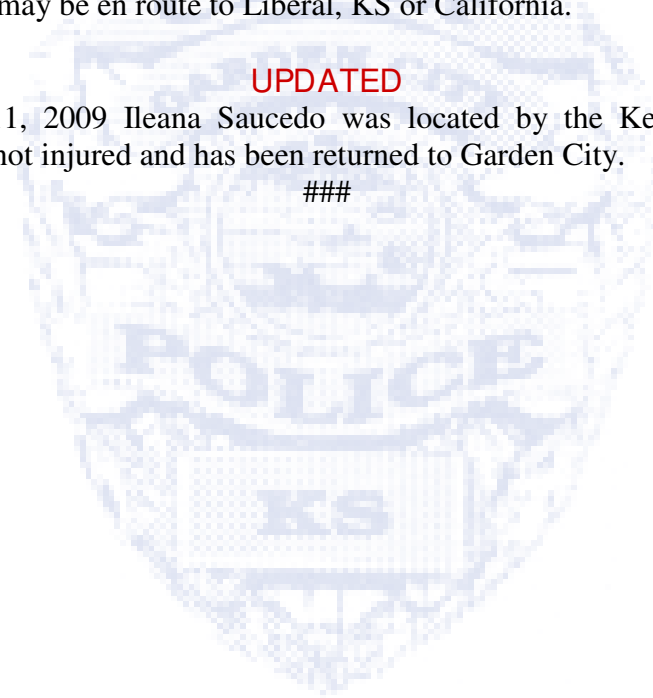 may be en route to Liberal, KS or California.
UPDATED
1, 2009 Ileana Saucedo was located by the Ke
not injured and has been returned to Garden City.
###
POLICE
KS